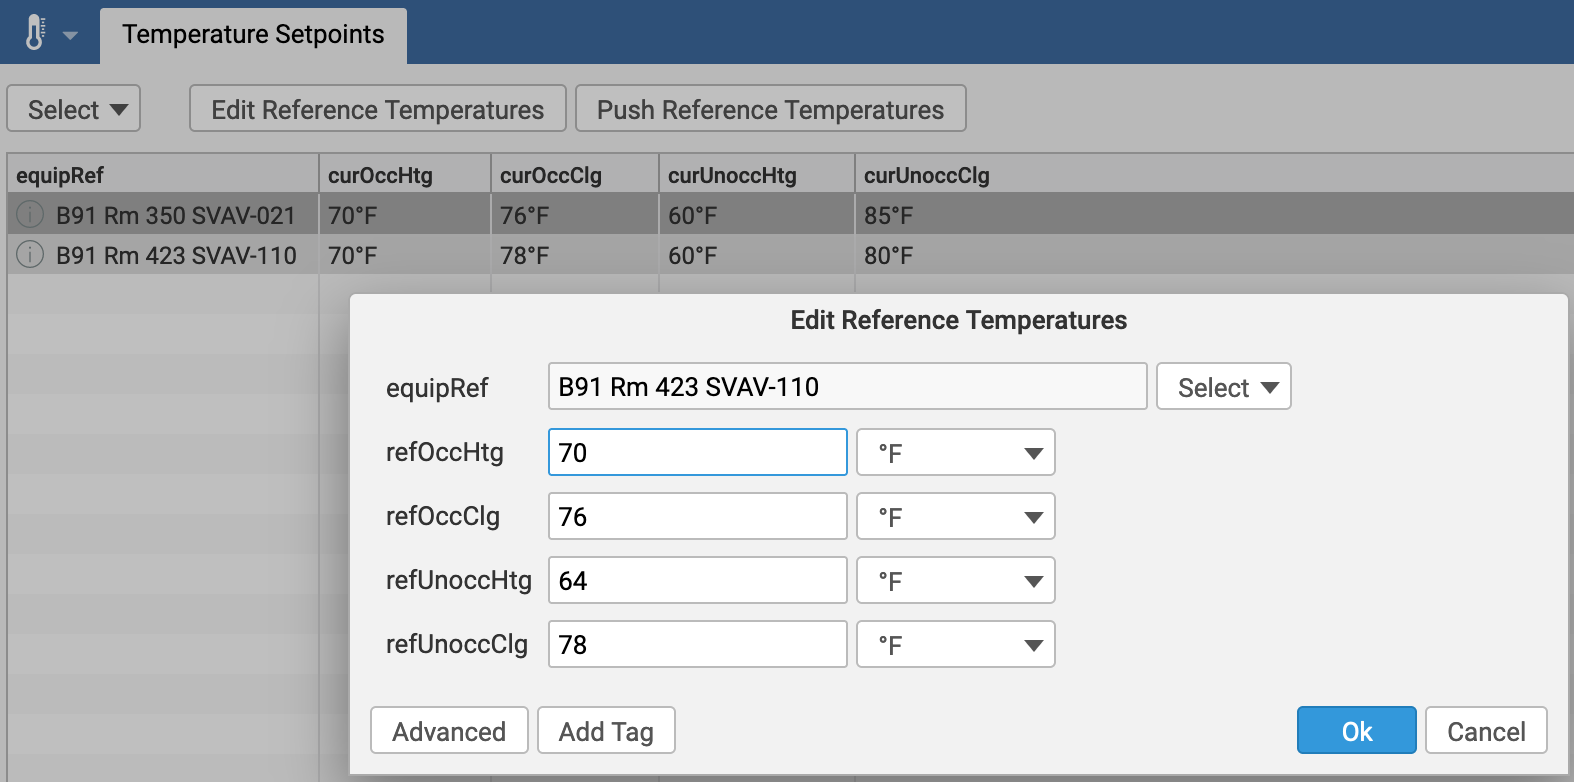 Temperature Setpoints
Select Edit Reference Temperatures Push Reference Temperatures
equipRef curOccHtg curOccClg curUnoccHtg curUnoccClg
B91 Rm 350 SVAV-021 70°F 76°F 60°F 85°F
B91 Rm 423 SVAV-110 70°F 78°F 60°F 80°F
Edit Reference Temperatures
equipRef B91 Rm 423 SVAV-110 Select
refOccHtg 70 °F
refOccClg 76 °F
refUnoccHtg 64 °F
refUnoccClg 78 °F
Advanced Add Tag Ok Cancel